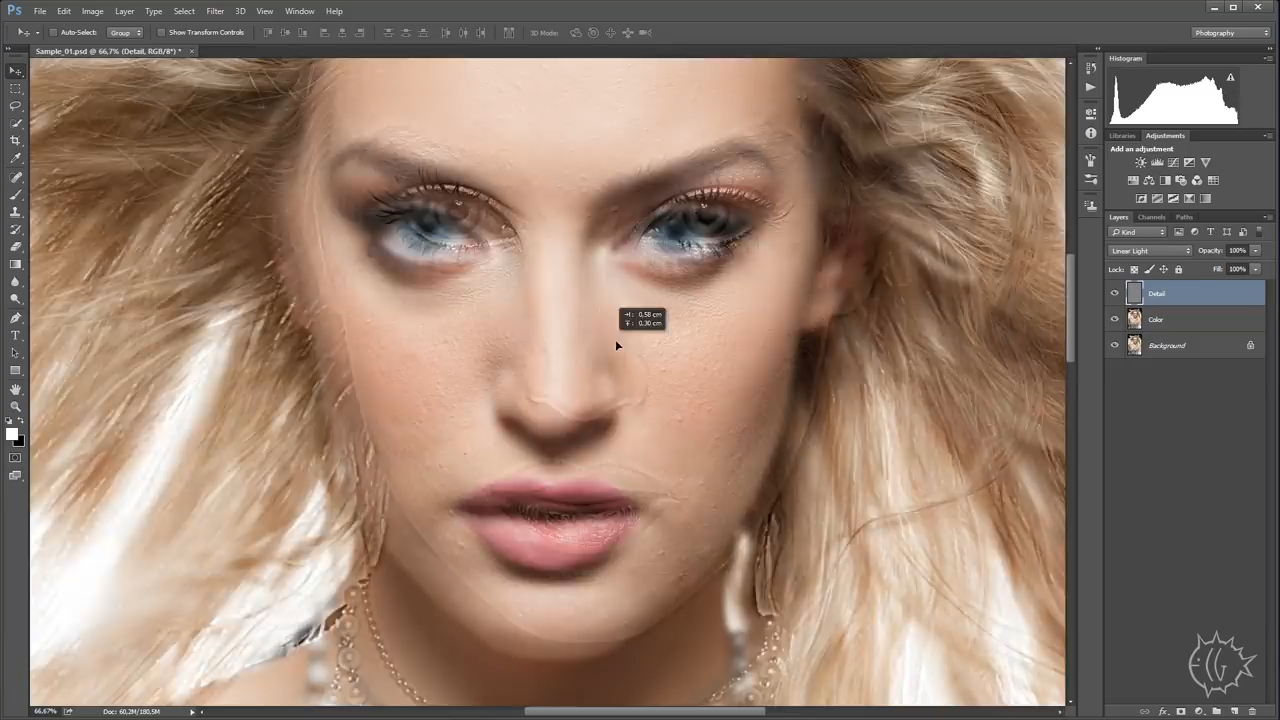 Ps File Edit Image Layer Type Select Filter 3D View Window Help
Auto-Select: Group Show Transform Controls 3D Mode: Photography
Sample_01.psd @ 66,7% (Detail, RGB/8*) * ×
Histogram
Libraries Adjustments
Add an adjustment
Layers Channels Paths
Kind
Linear Light Opacity: 100%
Lock: Fill: 100%
Detail
Color
Background
H: 0,58 cm
0,30 cm
66.67% Doc: 60,2M/180,5M